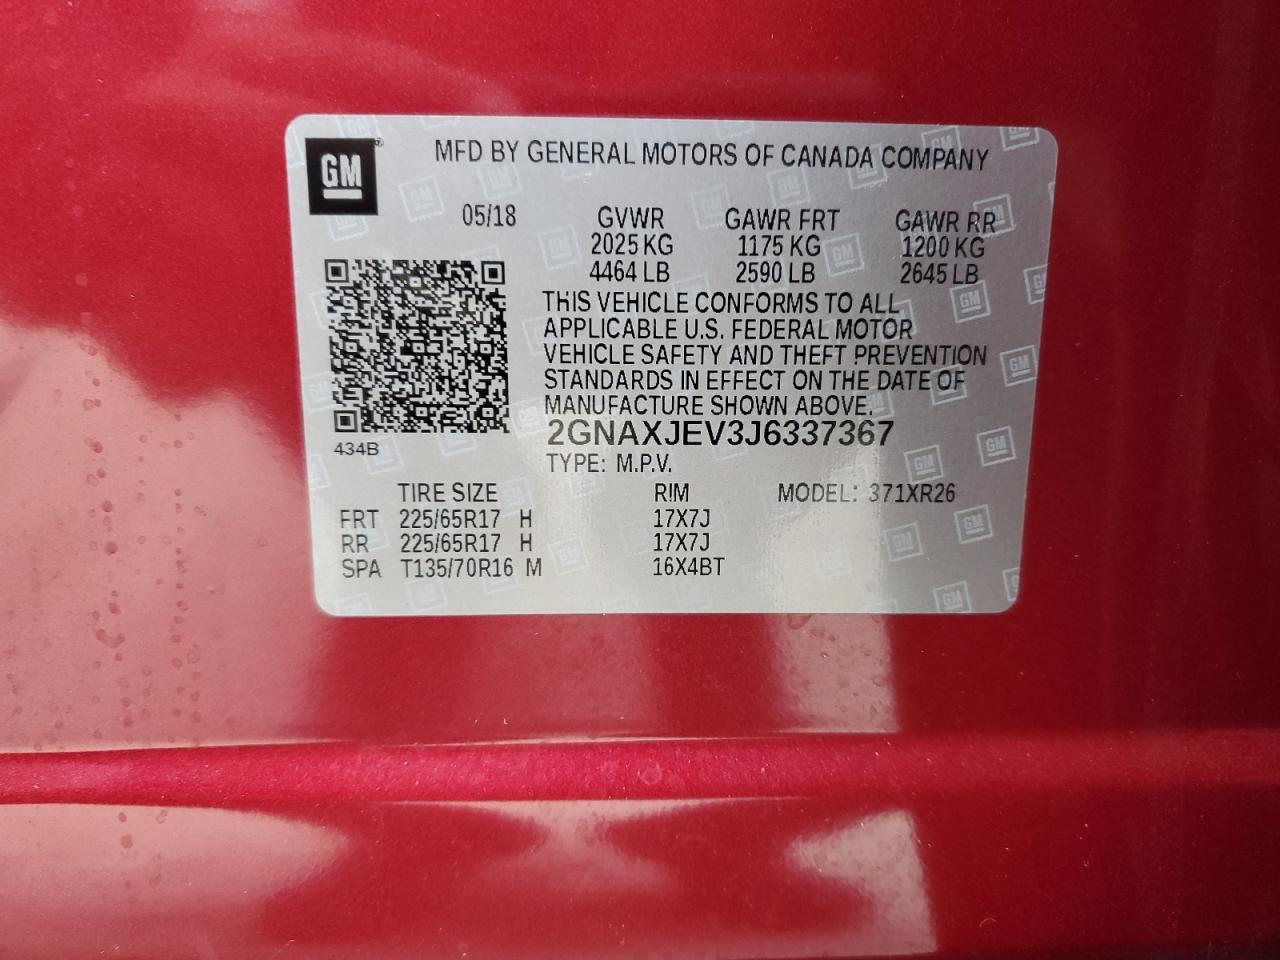 GM
MFD BY GENERAL MOTORS OF CANADA COMPANY
05/18 GVWR GAWR FRT GAWR RR
2025 KG 1175 KG 1200 KG
4464 LB 2590 LB 2645 LB
THIS VEHICLE CONFORMS TO ALL
APPLICABLE U.S. FEDERAL MOTOR
VEHICLE SAFETY AND THEFT PREVENTION
STANDARDS IN EFFECT ON THE DATE OF
MANUFACTURE SHOWN ABOVE.
2GNAXJEV3J6337367
434B
TYPE: M.P.V.
TIRE SIZE RIM MODEL: 371XR26
FRT 225/65R17 H 17X7J
RR 225/65R17 H 17X7J
SPA T135/70R16 M 16X4BT